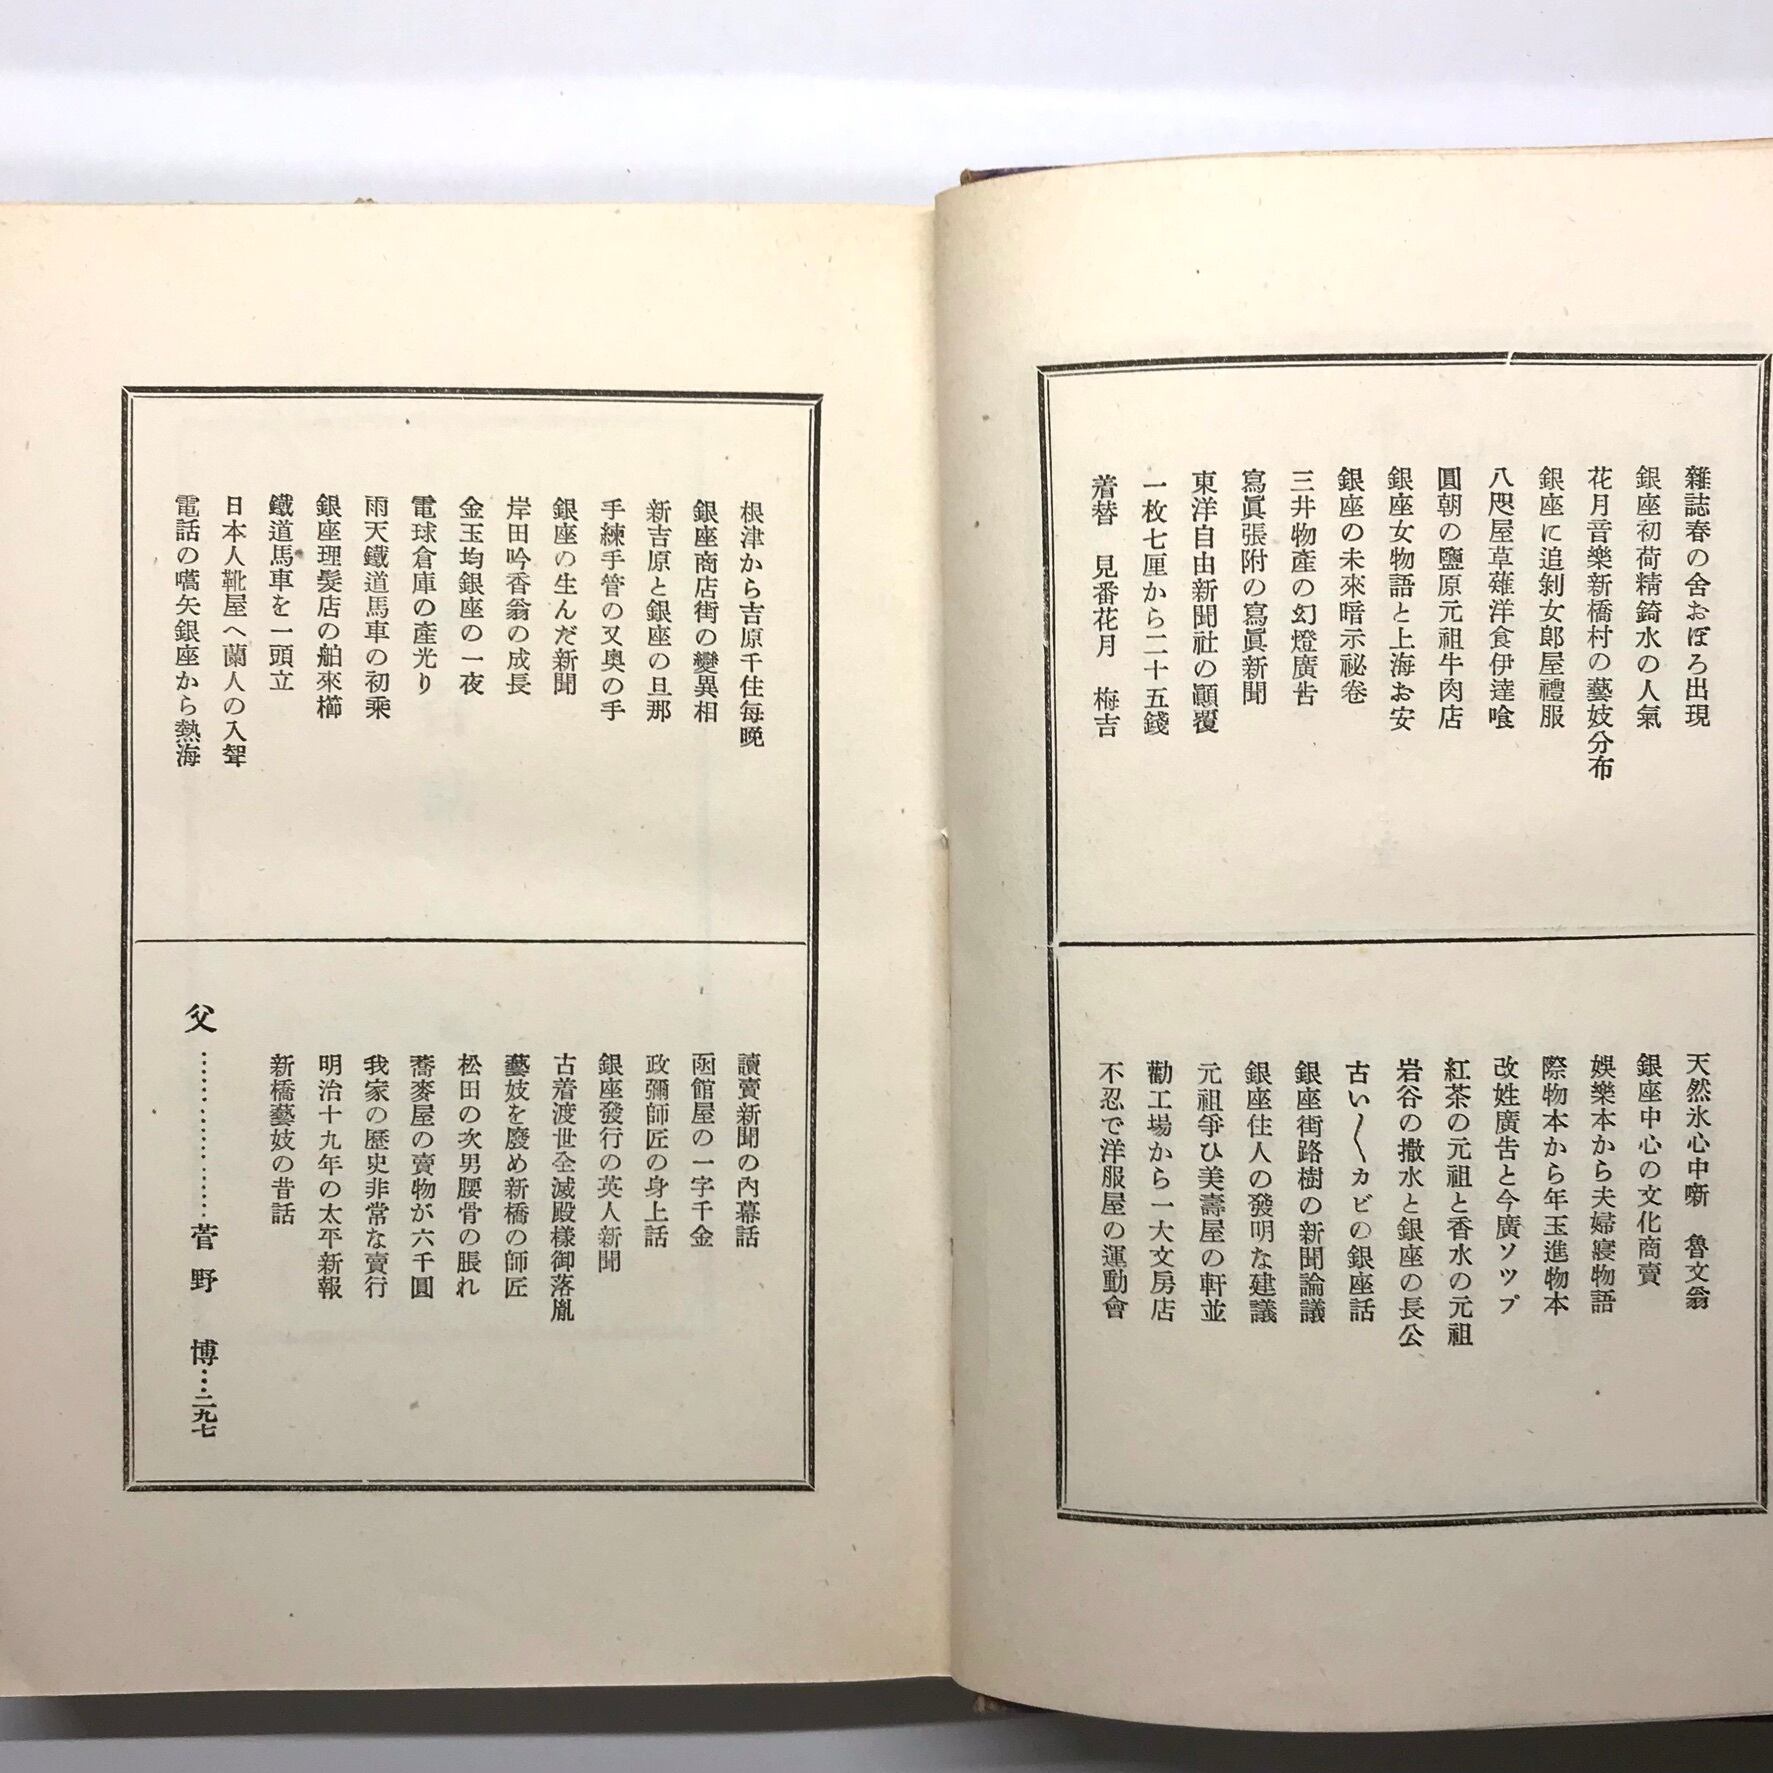 雜誌春の舍おぼろ出現
銀座初荷精錡水の人氣
花月音樂新橋村の藝妓分布
銀座に追剝女郎屋禮服
八咫屋草薙洋食伊達喰
圓朝の鹽原元祖牛肉店
銀座女物語と上海お安
銀座の未來暗示祕卷
三井物產の幻燈廣告
寫眞張附の寫眞新聞
東洋自由新聞社の顚覆
一枚七厘から二十五錢
着替　見番花月　梅吉
天然氷心中噺　魯文翁
銀座中心の文化商賣
娛樂本から夫婦寢物語
際物本から年玉進物本
改姓廣告と今廣ソップ
紅茶の元祖と香水の元祖
岩谷の撒水と銀座の長公
古い〳〵カビの銀座話
銀座街路樹の新聞論議
銀座住人の發明な建議
元祖爭ひ美壽屋の軒並
勸工場から一大文房店
不忍で洋服屋の運動會
根津から吉原千住每晚
銀座商店街の變異相
新吉原と銀座の旦那
手練手管の又奧の手
銀座の生んだ新聞
岸田吟香翁の成長
金玉均銀座の一夜
電球倉庫の產光り
雨天鐵道馬車の初乘
銀座理髮店の舶來櫛
鐵道馬車を一頭立
日本人靴屋へ蘭人の入聟
電話の嚆矢銀座から熱海
讀賣新聞の內幕話
函館屋の一字千金
政彌師匠の身上話
銀座發行の英人新聞
古着渡世全滅殿樣御落胤
藝妓を廢め新橋の師匠
松田の次男腰骨の脹れ
蕎麥屋の賣物が六千圓
我家の歷史非常な賣行
明治十九年の太平新報
新橋藝妓の昔話
父……………菅野　博…二九七